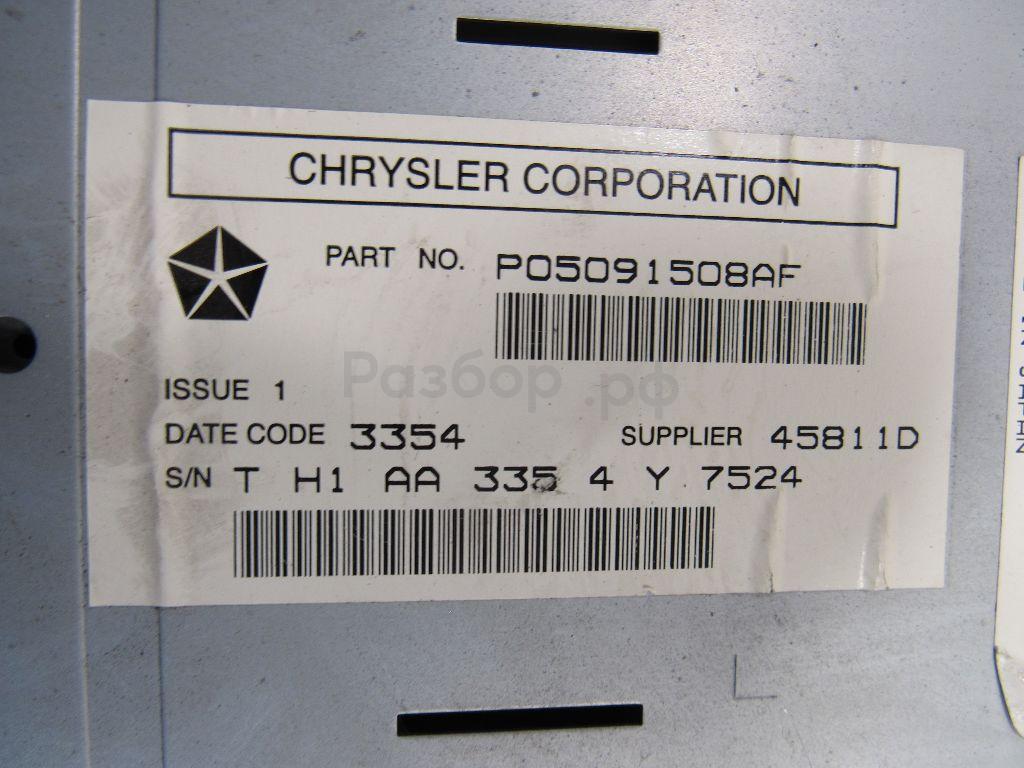 CHRYSLER CORPORATION
PART NO. P05091508AF
Разбор.рф
ISSUE 1
DATE CODE 3354 SUPPLIER 45811D
S/N T H1 AA 335 4 Y 7524